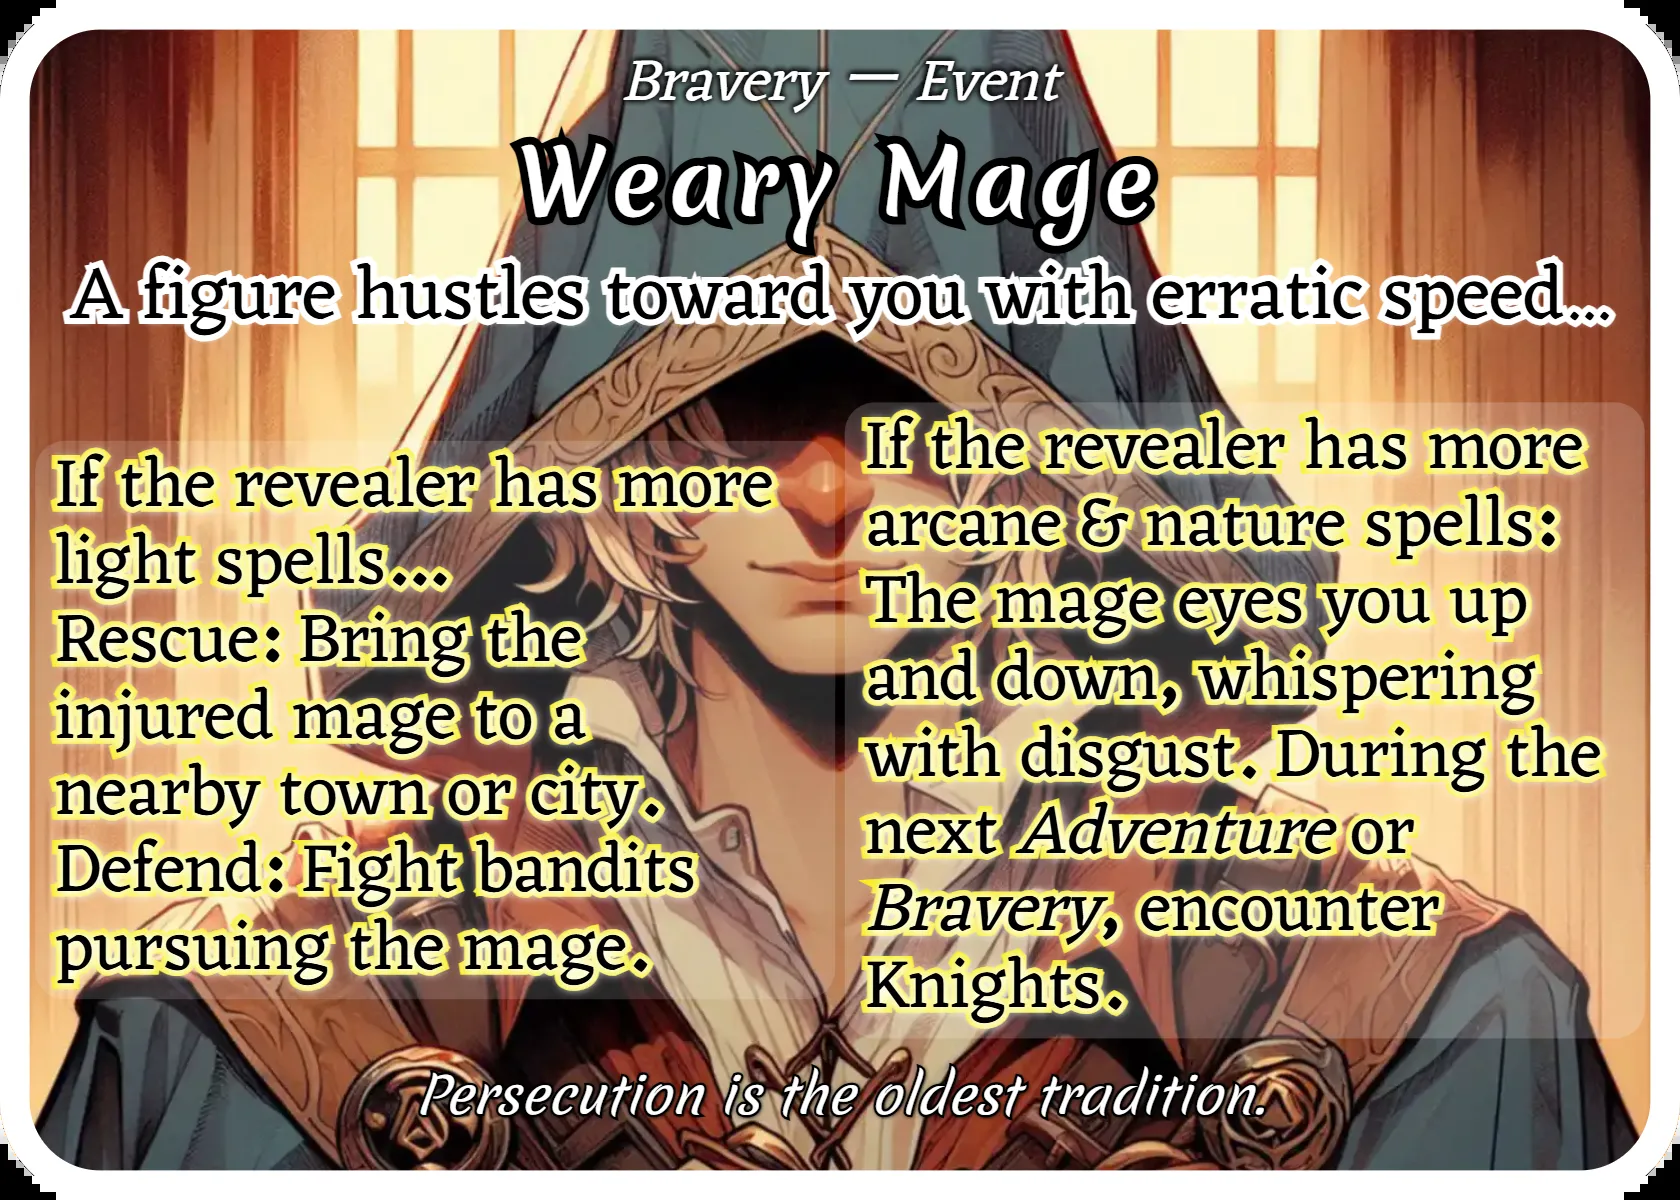 Bravery — Event
Weary Mage
A figure hustles toward you with erratic speed...
If the revealer has more
light spells...
Rescue: Bring the
injured mage to a
nearby town or city.
Defend: Fight bandits
pursuing the mage.
If the revealer has more
arcane & nature spells:
The mage eyes you up
and down, whispering
with disgust. During the
next Adventure or
Bravery, encounter
Knights.
Persecution is the oldest tradition.